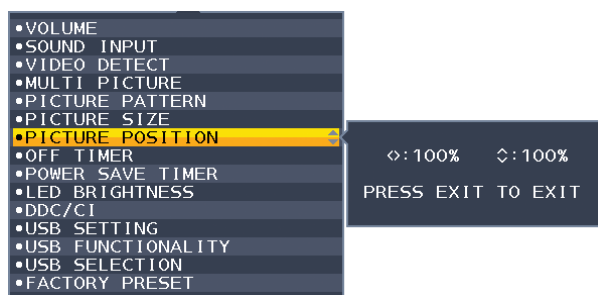 •VOLUME
•SOUND INPUT
•VIDEO DETECT
•MULTI PICTURE
•PICTURE PATTERN
•PICTURE SIZE
•PICTURE POSITION
•OFF TIMER
•POWER SAVE TIMER
•LED BRIGHTNESS
•DDC/CI
•USB SETTING
•USB FUNCTIONALITY
•USB SELECTION
•FACTORY PRESET
:100% :100%
PRESS EXIT TO EXIT